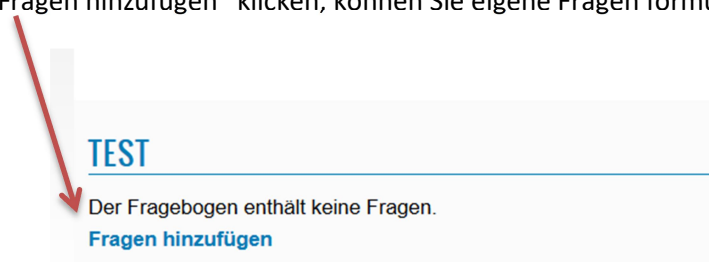 Fragen hinzufügen" klicken, können Sie eigene Fragen
TEST
Der Fragebogen enthält keine Fragen.
Fragen hinzufügen